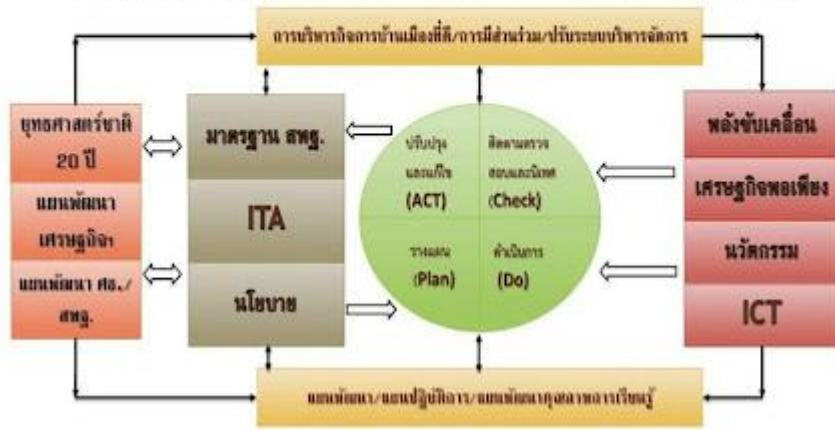 การบริหารกิจการบ้านเมืองที่ดี/การมีส่วนร่วม/ปรับระบบบริหารจัดการ
ยุทธศาสตร์ชาติ
20 ปี
แผนพัฒนา
เศรษฐกิจฯ
แผนพัฒนา ศธ./
สพฐ.
มาตรฐาน สพฐ.
ITA
นโยบาย
ปรับปรุง
และแก้ไข
(ACT)
ติดตามตรวจ
สอบและนิเทศ
(Check)
วางแผน
(Plan)
ดำเนินการ
(Do)
พลังขับเคลื่อน
เศรษฐกิจพอเพียง
นวัตกรรม
ICT
แผนพัฒนา/แผนปฏิบัติการ/แผนพัฒนาคุณภาพการเรียนรู้